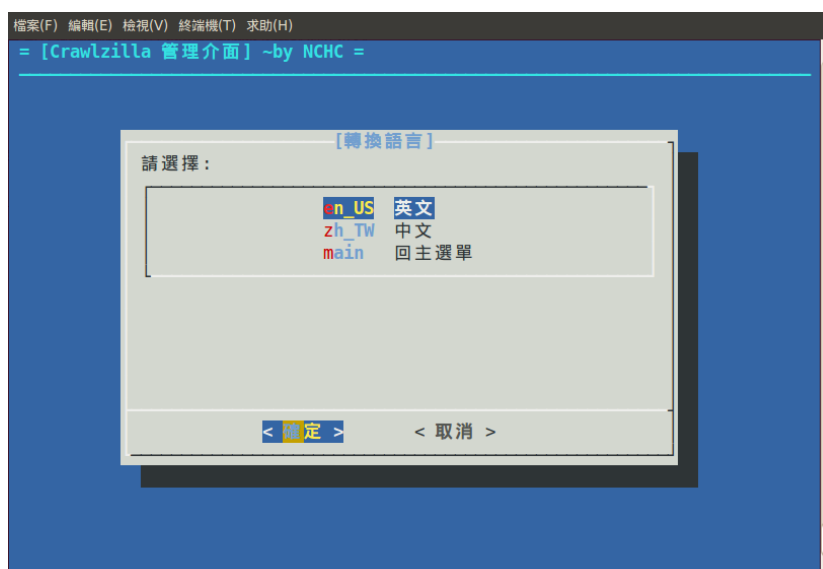 檔案(F) 編輯(E) 檢視(V) 終端機(T) 求助(H)
= [Crawlzilla 管理介面] ~by NCHC =
[轉換語言]
請選擇:
en_US 英文
zh_TW 中文
main 回主選單
< 確定 > < 取消 >